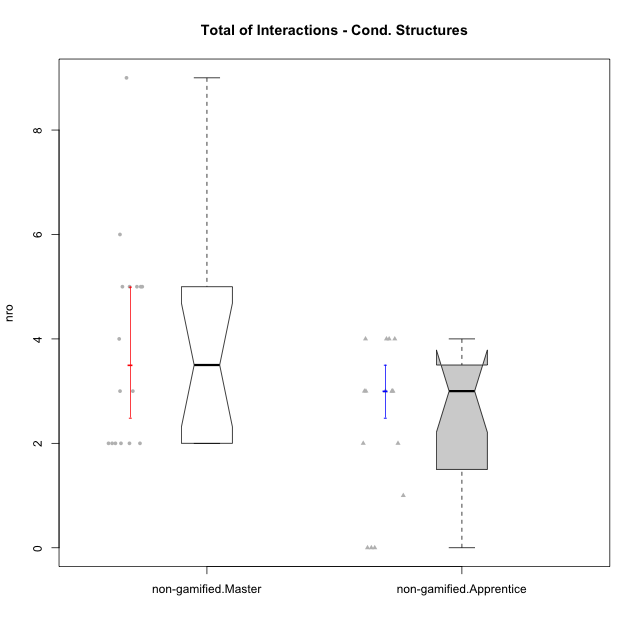 Total of Interactions - Cond. Structures
nro
8
6
4
2
0
non-gamified.Master
non-gamified.Apprentice